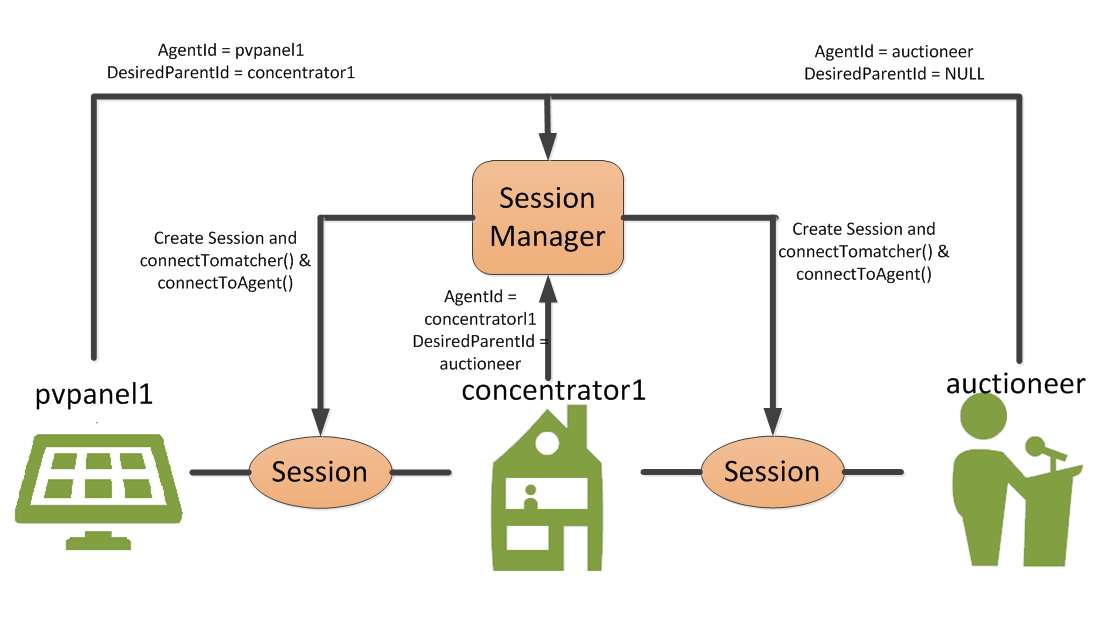 AgentId = pvpanel1
DesiredParentId = concentrator1
AgentId = auctioneer
DesiredParentId = NULL
Session
Manager
Create Session and
connectTomatcher() &
connectToAgent()
Create Session and
connectTomatcher() &
connectToAgent()
AgentId =
concentratorl1
DesiredParentId =
auctioneer
pvpanel1
concentrator1
auctioneer
Session
Session